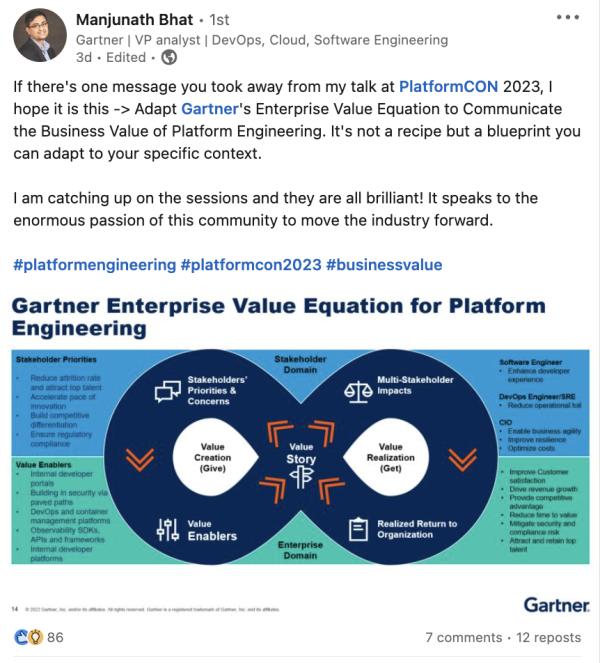 Manjunath Bhat • 1st
Gartner | VP analyst | DevOps, Cloud, Software Engineering
3d • Edited •
If there's one message you took away from my talk at PlatformCON 2023, I
hope it is this -> Adapt Gartner's Enterprise Value Equation to Communicate
the Business Value of Platform Engineering. It's not a recipe but a blueprint you
can adapt to your specific context.
I am catching up on the sessions and they are all brilliant! It speaks to the
enormous passion of this community to move the industry forward.
#platformengineering #platformcon2023 #businessvalue
Gartner Enterprise Value Equation for Platform
Engineering
Stakeholder Priorities
• Reduce attrition rate
and attract top talent
• Accelerate pace of
innovation
• Build competitive
differentiation
• Ensure regulatory
compliance
Value Enablers
• Internal developer
portals
• Building in security via
paved paths
• DevOps and container
management platforms
• Observability SDKs,
APIs and frameworks
• Internal developer
platforms
Stakeholder
Domain
Stakeholders'
Priorities &
Concerns
Multi-Stakeholder
Impacts
Value
Creation
(Give)
Value
Story
Value
Realization
(Get)
Value
Enablers
Realized Return to
Organization
Enterprise
Domain
Software Engineer
• Enhance developer
experience
DevOps Engineer/SRE
• Reduce operational toil
CIO
• Enable business agility
• Improve resilience
• Optimize costs
• Improve Customer
satisfaction
• Drive revenue growth
• Provide competitive
advantage
• Reduce time to value
• Mitigate security and
compliance risk
• Attract and retain top
talent
14 © 2022 Gartner, Inc. and/or its affiliates. All rights reserved. Gartner is a registered trademark of Gartner, Inc. and its affiliates.
Gartner
86
7 comments • 12 reposts